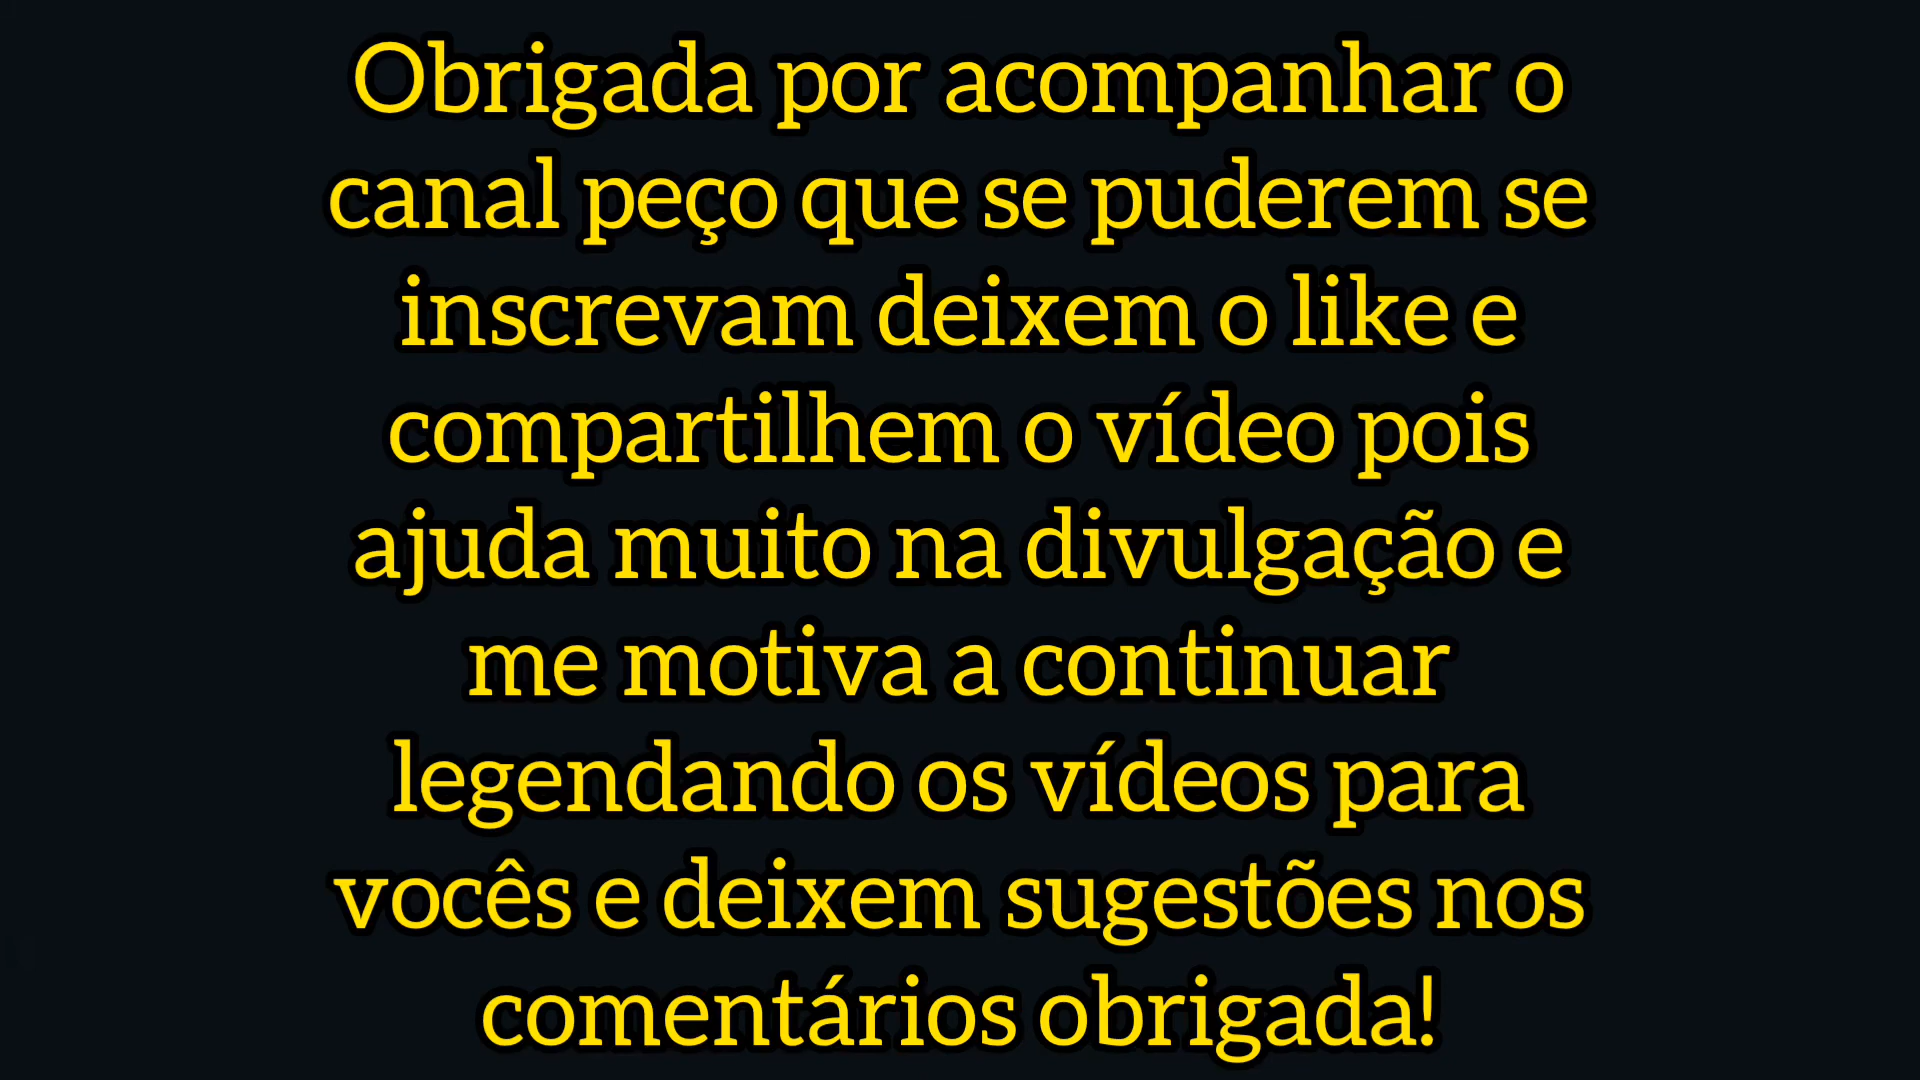 Obrigada por acompanhar o
canal peço que se puderem se
inscrevam deixem o like e
compartilhem o vídeo pois
ajuda muito na divulgação e
me motiva a continuar
legendando os vídeos para
vocês e deixem sugestões nos
comentários obrigada!